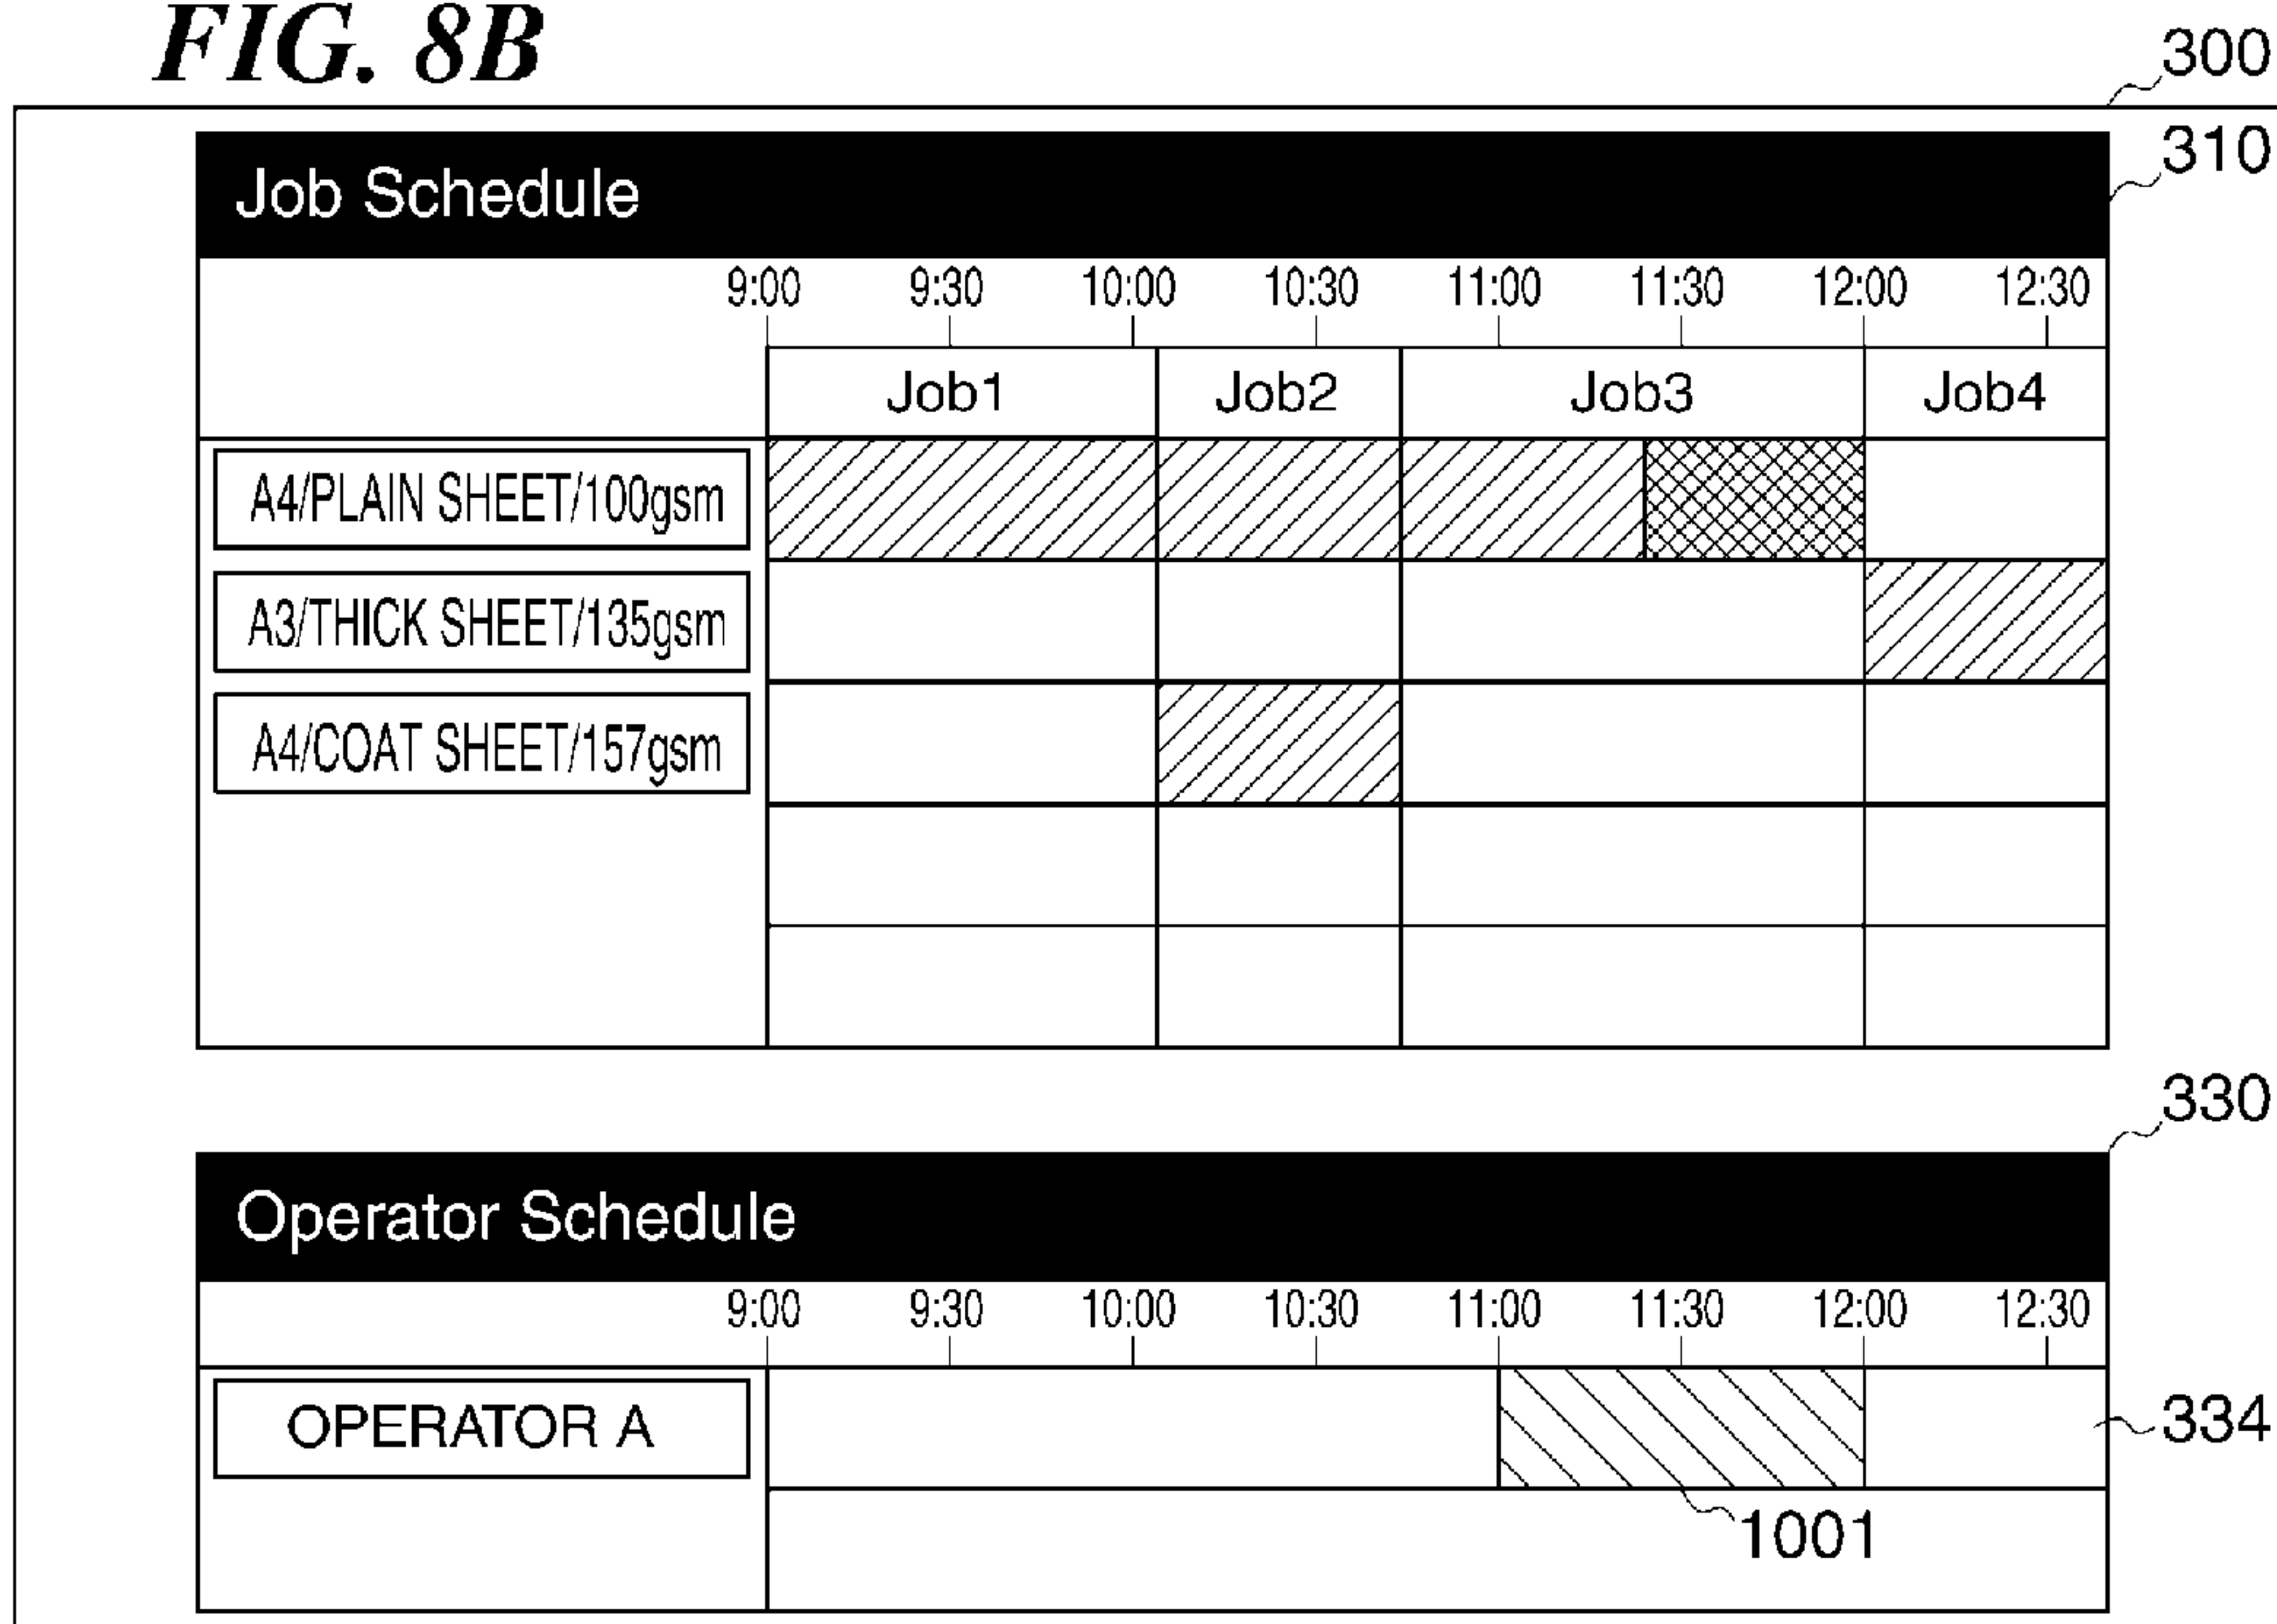 FIG. 8B
300
310
Job Schedule
9:00 9:30 10:00 10:30 11:00 11:30 12:00 12:30
Job1 Job2 Job3 Job4
A4/PLAIN SHEET/100gsm
A3/THICK SHEET/135gsm
A4/COAT SHEET/157gsm
330
Operator Schedule
9:00 9:30 10:00 10:30 11:00 11:30 12:00 12:30
OPERATOR A
334
1001